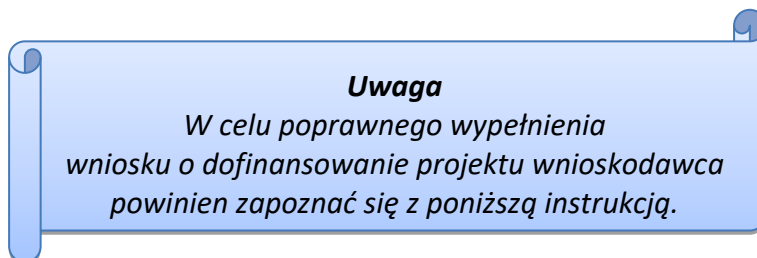 Uwaga
W celu poprawnego wypełnienia
wniosku o dofinansowanie projektu wnioskodawca
powinien zapoznać się z poniższą instrukcją.